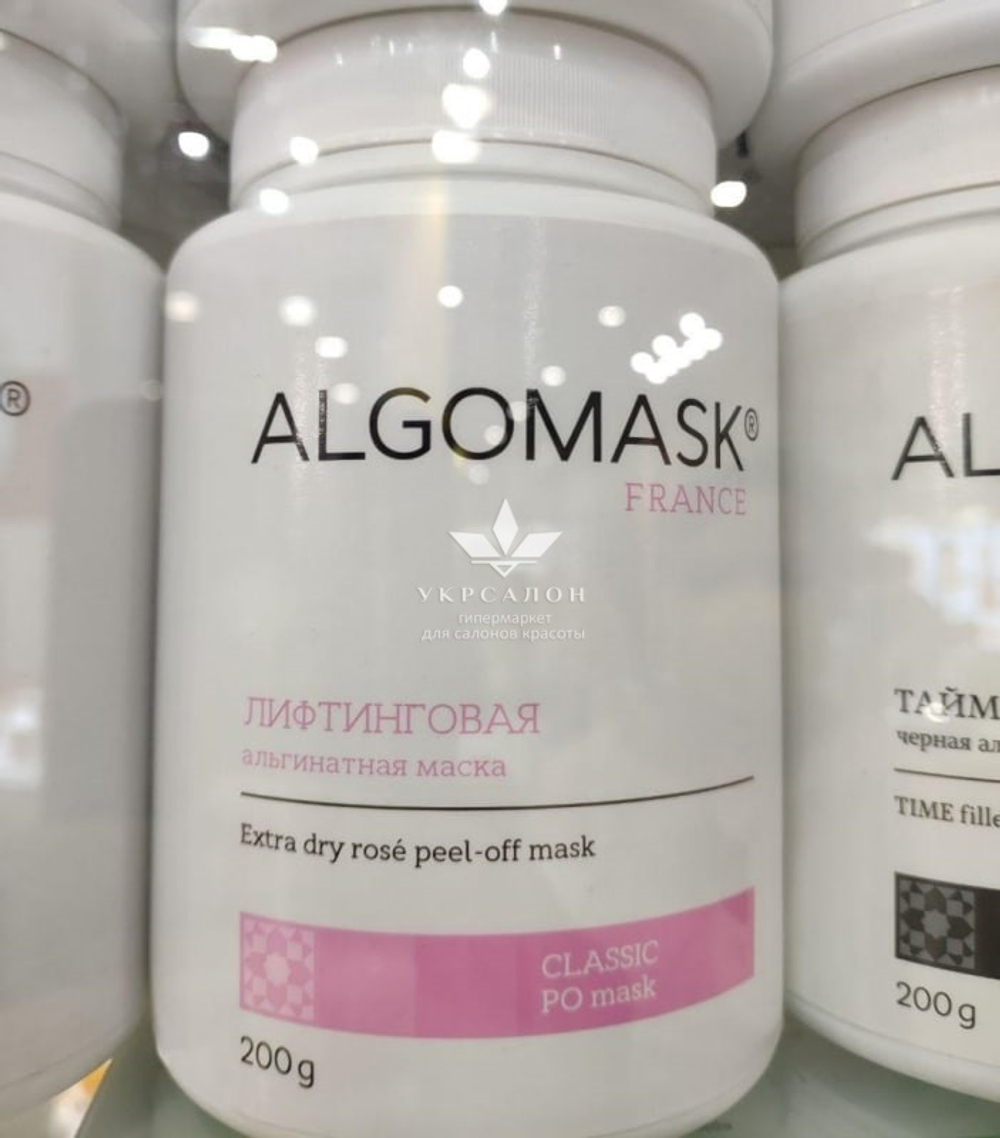 ®
ALGOMASK®
FRANCE
УКРСАЛОН
гипермаркет
для салонов красоты
ЛИФТИНГОВАЯ
альгинатная маска
Extra dry rosé peel-off mask
CLASSIC
PO mask
200g
AL
ТАЙМ
черная ал
TIME fille
200g